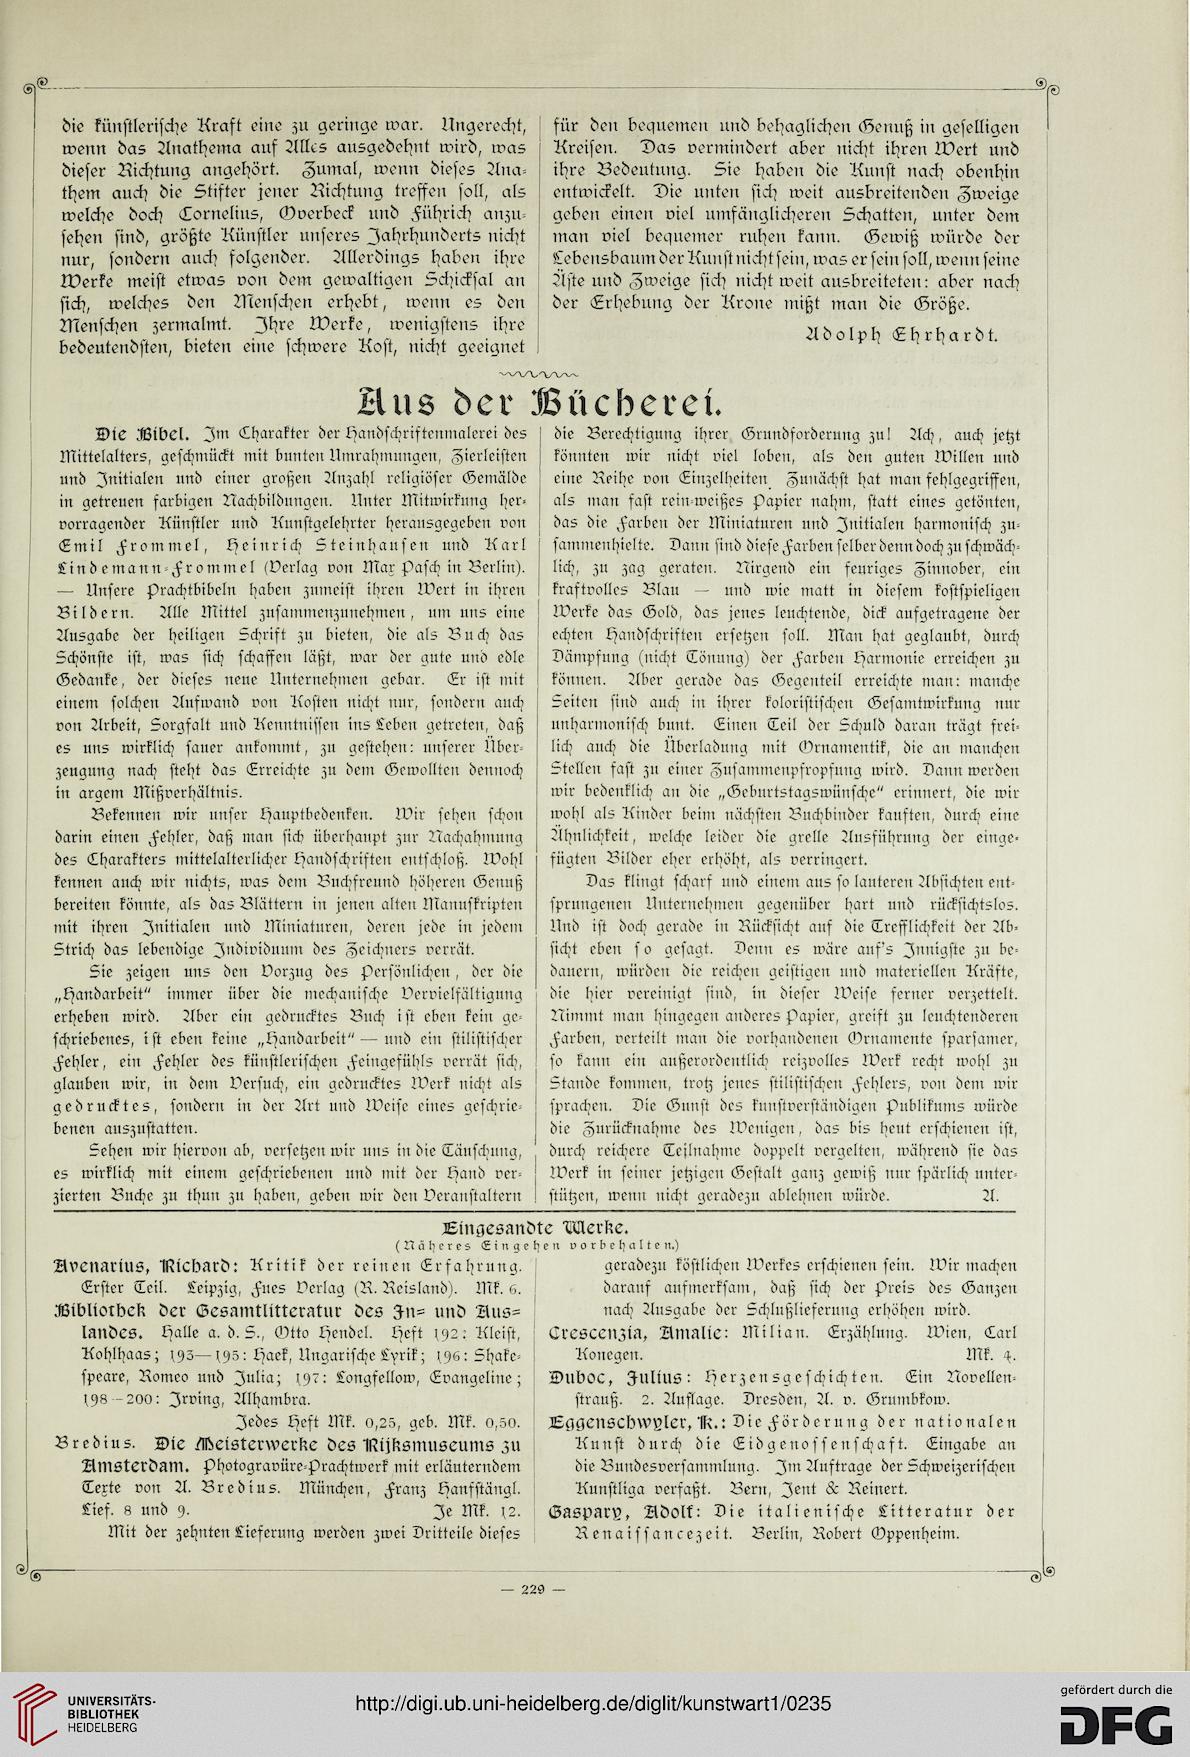 die künstlerische Kraft eine zu geringe war. Ungerecht,
wenn das Anathema auf Alles ausgedehnt wird, was
dieser Richtung angehört. Zumal, wenn dieses Ana-
them auch die Stifter jener Richtung treffen soll, als
welche doch Cornelius, Overbeck und Führich anzu-
sehen sind, größte Künstler unseres Jahrhunderts nicht
nur, sondern auch folgender. Allerdings haben ihre
Werke meist etwas von dem gewaltigen Schicksal an
sich, welches den Menschen erhebt, wenn es den
Menschen zermalmt. Ihre Werke, wenigstens ihre
bedeutendsten, bieten eine schwere Kost, nicht geeignet
für den bequemen und behaglichen Genuß in geselligen
Kreisen. Das vermindert aber nicht ihren Wert und
ihre Bedeutung. Sie haben die Kunst nach obenhin
entwickelt. Die unten sich weit ausbreitenden Zweige
geben einen viel umfänglicheren Schatten, unter dem
man viel bequemer ruhen kann. Gewiß würde der
Lebensbaum der Kunst nicht sein, was er sein soll, wenn seine
Äste und Zweige sich nicht weit ausbreiteten: aber nach
der Erhebung der Krone mißt man die Größe.
Adolph Ehrhardt.
Aus der Bücherei.
Die Bibel. Im Charakter der Handschriftenmalerei des
Mittelalters, geschmückt mit bunten Umrahmungen, Zierleisten
und Initialen und einer großen Anzahl religiöser Gemälde
in getreuen farbigen Nachbildungen. Unter Mitwirkung her-
vorragender Künstler und Kunstgelehrter herausgegeben von
Emil Frommel, Heinrich Steinhausen und Karl
Lindemann-Frommel (Verlag von Max Pasch in Berlin).
— Unsere Prachtbibeln haben zumeist ihren Wert in ihren
Bildern. Alle Mittel zusammenzunehmen, um uns eine
Ausgabe der heiligen Schrift zu bieten, die als Buch das
Schönste ist, was sich schaffen läßt, war der gute und edle
Gedanke, der dieses neue Unternehmen gebar. Er ist mit
einem solchen Aufwand von Kosten nicht nur, sondern auch
von Arbeit, Sorgfalt und Kenntnissen ins Leben getreten, daß
es uns wirklich sauer ankommt, zu gestehen: unserer Über-
zeugung nach steht das Erreichte zu dem Gewollten dennoch
in argem Mißverhältnis.
Bekennen wir unser Hauptbedenken. Wir sehen schon
darin einen Fehler, daß man sich überhaupt zur Nachahmung
des Charakters mittelalterlicher Handschriften entschloß. Wohl
kennen auch wir nichts, was dem Buchfreund höheren Genuß
bereiten könnte, als das Blättern in jenen alten Manuskripten
mit ihren Initialen und Miniaturen, deren jede in jedem
Strich das lebendige Individuum des Zeichners verrät.
Sie zeigen uns den Vorzug des Persönlichen, der die
„Handarbeit“ immer über die mechanische Vervielfältigung
erheben wird. Aber ein gedrucktes Buch ist eben kein ge-
schriebenes, ist eben keine „Handarbeit“ — und ein stilistischer
Fehler, ein Fehler des künstlerischen Feingefühls verrät sich,
glauben wir, in dem Versuch, ein gedrucktes Werk nicht als
gedrucktes, sondern in der Art und Weise eines geschrie-
benen auszustatten.
Sehen wir hiervon ab, versetzen wir uns in die Täuschung,
es wirklich mit einem geschriebenen und mit der Hand ver-
zierten Buche zu thun zu haben, geben wir den Veranstaltern
die Berechtigung ihrer Grundforderung zu! Ach, auch jetzt
könnten wir nicht viel loben, als den guten Willen und
eine Reihe von Einzelheiten. Zunächst hat man fehlgegriffen,
als man fast rein-weißes Papier nahm, statt eines getönten,
das die Farben der Miniaturen und Initialen harmonisch zu-
sammenhielte. Dann sind diese Farben selber denn doch zu schwäch-
lich, zu zag geraten. Nirgend ein feuriges Zinnober, ein
kraftvolles Blau — und wie matt in diesem kostspieligen
Werke das Gold, das jenes leuchtende, dick aufgetragene der
echten Handschriften ersetzen soll. Man hat geglaubt, durch
Dämpfung (nicht Tönung) der Farben Harmonie erreichen zu
können. Aber gerade das Gegenteil erreichte man: manche
Seiten sind auch in ihrer koloristischen Gesamtwirkung nur
unharmonisch bunt. Einen Teil der Schuld daran trägt frei-
lich auch die Überladung mit Ornamentik, die an manchen
Stellen fast zu einer Zusammenpfropfung wird. Dann werden
wir bedenklich an die „Geburtstagswünsche“ erinnert, die wir
wohl als Kinder beim nächsten Buchbinder kauften, durch eine
Ähnlichkeit, welche leider die grelle Ausführung der einge-
fügten Bilder eher erhöht, als verringert.
Das klingt scharf und einem aus so lauteren Absichten ent-
sprungenen Unternehmen gegenüber hart und rücksichtslos.
Und ist doch gerade in Rücksicht auf die Trefflichkeit der Ab-
sicht eben so gesagt. Denn es wäre auf's Innigste zu be-
dauern, würden die reichen geistigen und materiellen Kräfte,
die hier vereinigt sind, in dieser Weise ferner verzettelt.
Nimmt man hingegen anderes Papier, greift zu leuchtenderen
Farben, verteilt man die vorhandenen Ornamente sparsamer,
so kann ein außerordentlich reizvolles Werk recht wohl zu
Stande kommen, trotz jenes stilistischen Fehlers, von dem wir
sprachen. Die Gunst des kunstverständigen Publikums würde
die Zurücknahme des Wenigen, das bis heut erschienen ist,
durch reichere Teilnahme doppelt vergelten, während sie das
Werk in seiner jetzigen Gestalt ganz gewiß nur spärlich unter-
stützen, wenn nicht geradezu ablehnen würde. A.
Eingesandte Werke.
(Näheres Eingehen vorbehalten.)
Avenarius, Richard: Kritik der reinen Erfahrung.
Erster Teil. Leipzig, Fues Verlag (R. Reisland). Mk. 6.
Bibliothek der Gesamtlitteratur des In- und Aus-
landes. Halle a. d. S., Otto Hendel. Heft 192: Kleist,
Kohlhaas; 193—195: Haek, Ungarische Lyrik; 196: Shake-
speare, Romeo und Julia; 197: Longfellow, Evangeline;
198—200: Irving, Alhambra.
Jedes Heft Mk. 0,25, geb. Mk. 0,50.
Bredius. Die Meisterwerke des Rijksmuseums zu
Amsterdam. Photogravüre-Prachtwerk mit erläuterndem
Texte von A. Bredius. München, Franz Hanfstängl.
Lief. 8 und 9. Je Mk. 12.
Mit der zehnten Lieferung werden zwei Dritteile dieses
geradezu köstlichen Werkes erschienen sein. Wir machen
darauf aufmerksam, daß sich der Preis des Ganzen
nach Ausgabe der Schlußlieferung erhöhen wird.
Crescenzia, Amalie: Milian. Erzählung. Wien, Carl
Konegen. Mk. 4.
Duboc, Julius: Herzensgeschichten. Ein Novellen-
strauß. 2. Auflage. Dresden, A. v. Grumbkow.
Eggenschwyler, K.: Die Förderung der nationalen
Kunst durch die Eidgenossenschaft. Eingabe an
die Bundesversammlung. Im Auftrage der Schweizerischen
Kunstliga verfaßt. Bern, Jent & Reinert.
Gaspary, Adolf: Die italienische Litteratur der
Renaissancezeit. Berlin, Robert Oppenheim.
— 229 —
UNIVERSITÄTS-
BIBLIOTHEK
HEIDELBERG
http://digi.ub.uni-heidelberg.de/diglit/kunstwart1/0235
gefördert durch die
DFG